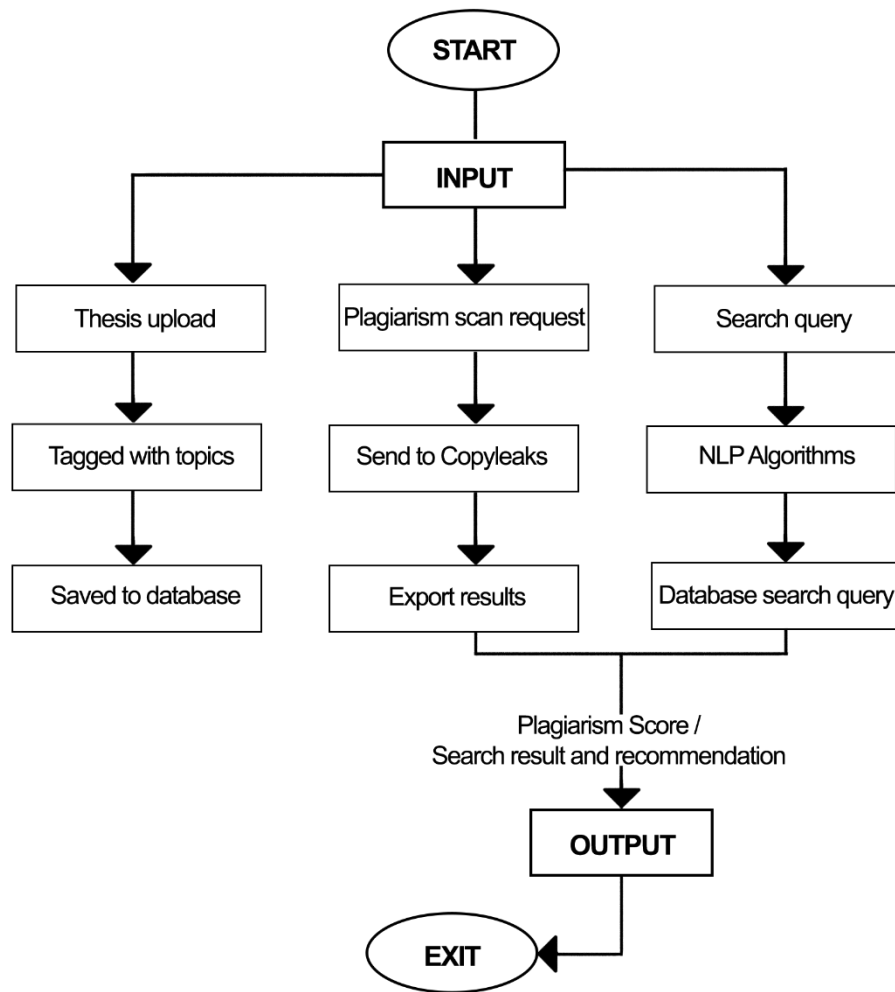 START
INPUT
Thesis upload
Plagiarism scan request
Search query
Tagged with topics
Send to Copyleaks
NLP Algorithms
Saved to database
Export results
Database search query
Plagiarism Score /
Search result and recommendation
OUTPUT
EXIT